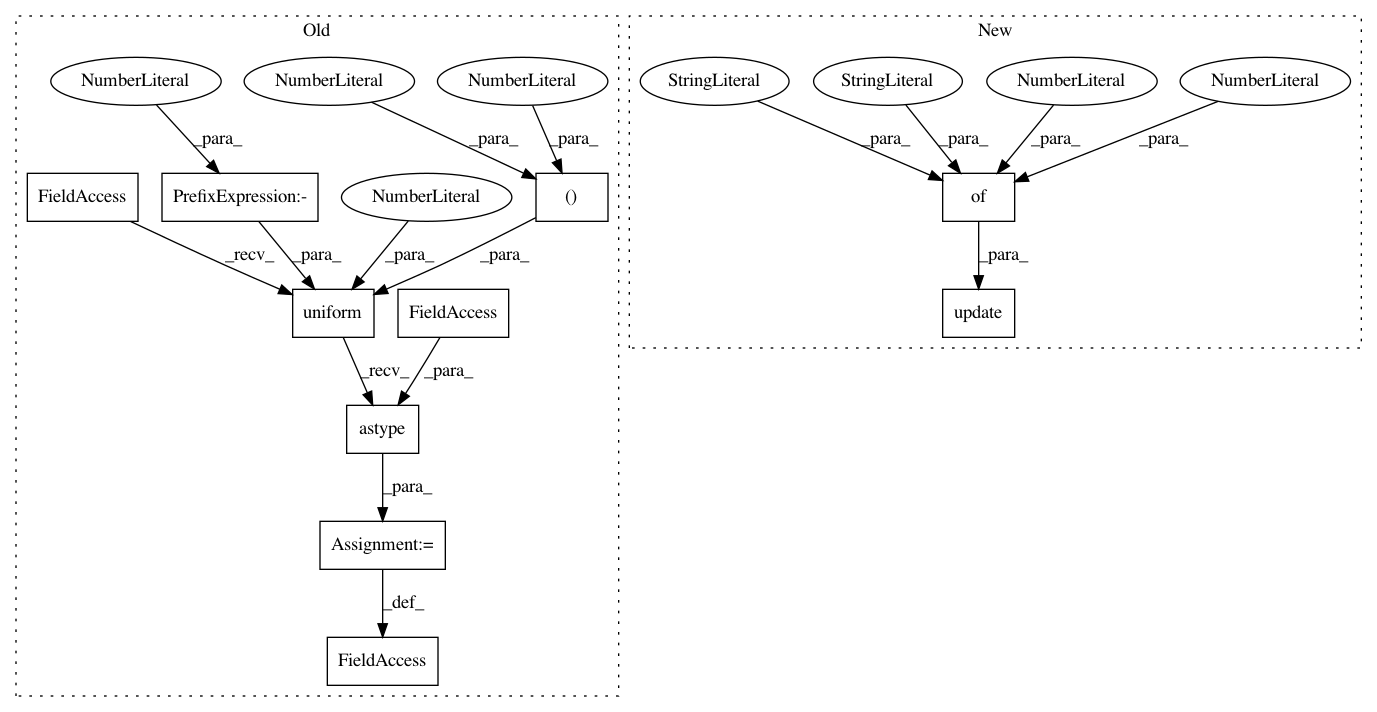 Old
New
NumberLiteral NumberLiteral NumberLiteral
StringLiteral StringLiteral NumberLiteral NumberLiteral
_para_ _para_ _para_
_para_ _para_ _para_ _para_
FieldAccess PrefixExpression:- NumberLiteral ()
of
_recv_ _para_ _para_ _para_
_para_
uniform FieldAccess
update
_recv_ _para_
astype
_para_
Assignment:=
_def_
FieldAccess